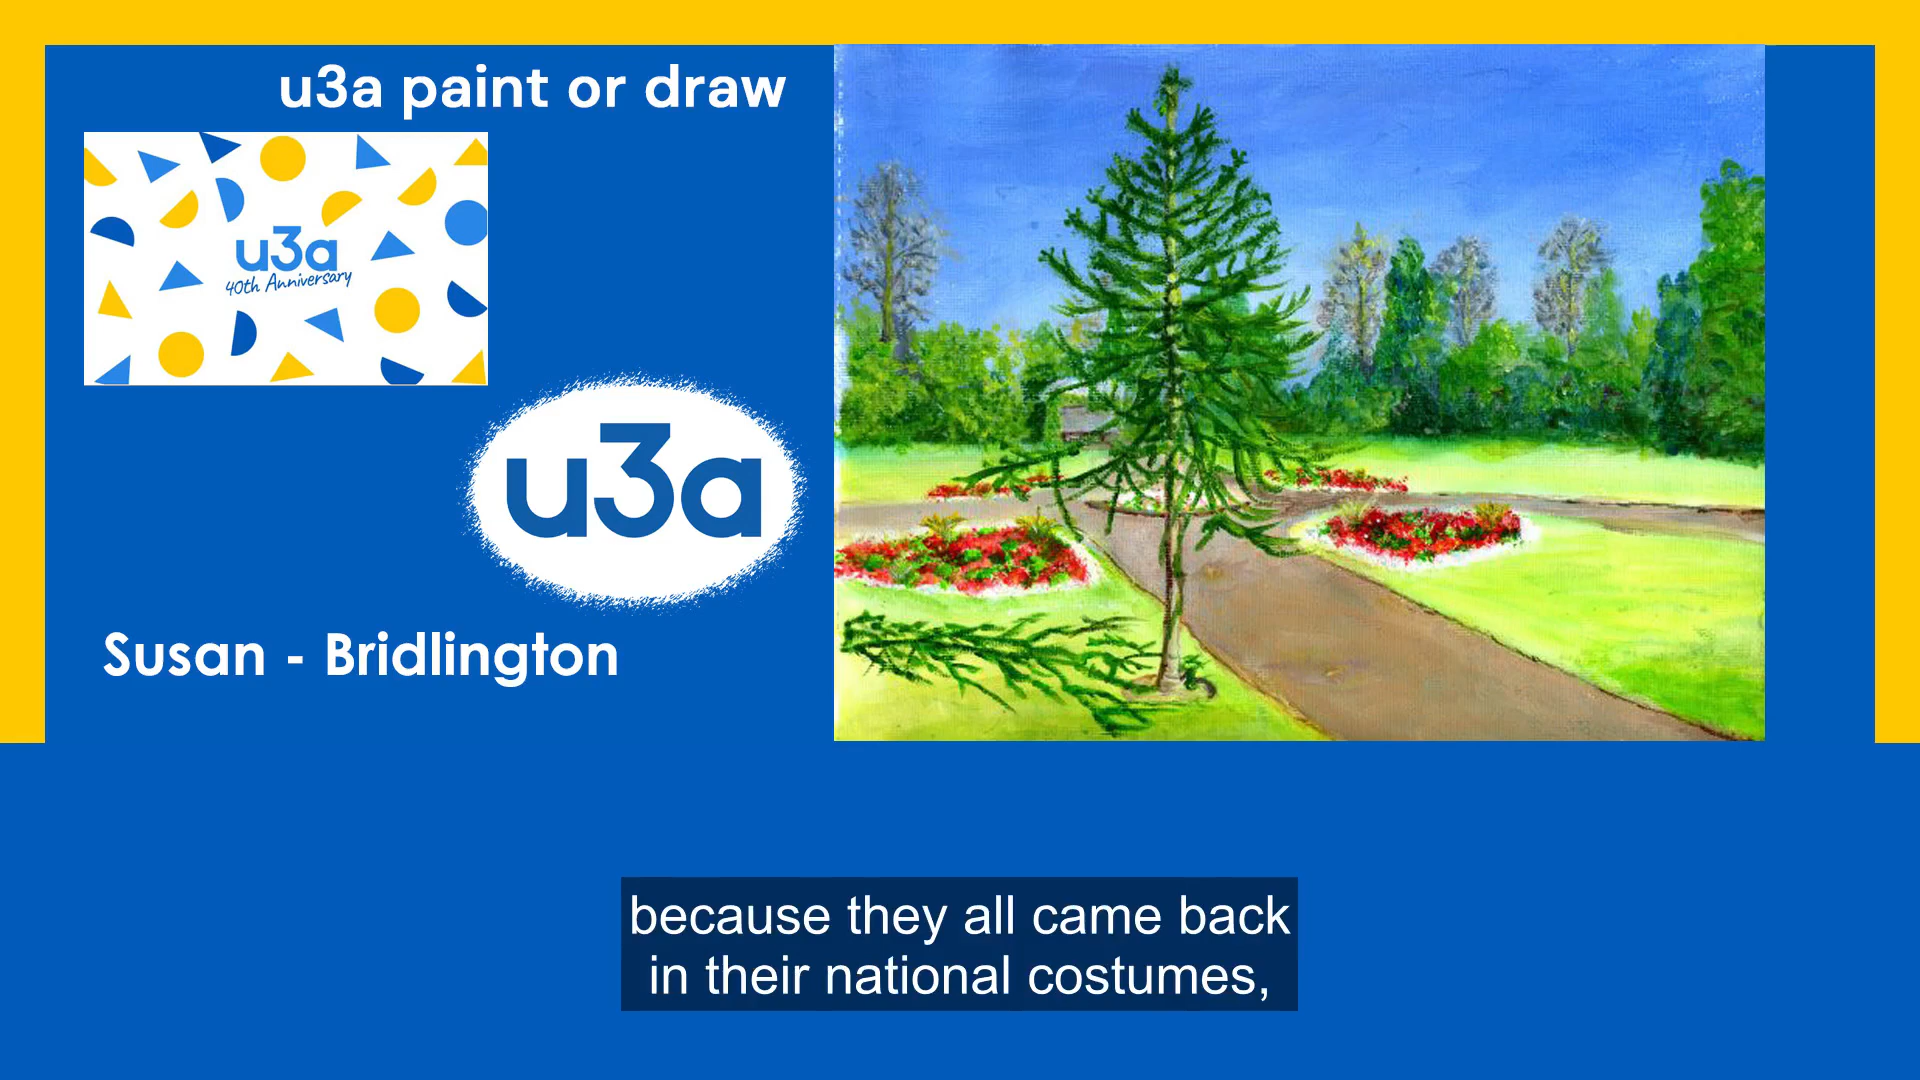 u3a paint or draw
u3a
40th Anniversary
u3a
Susan - Bridlington
because they all came back
in their national costumes,